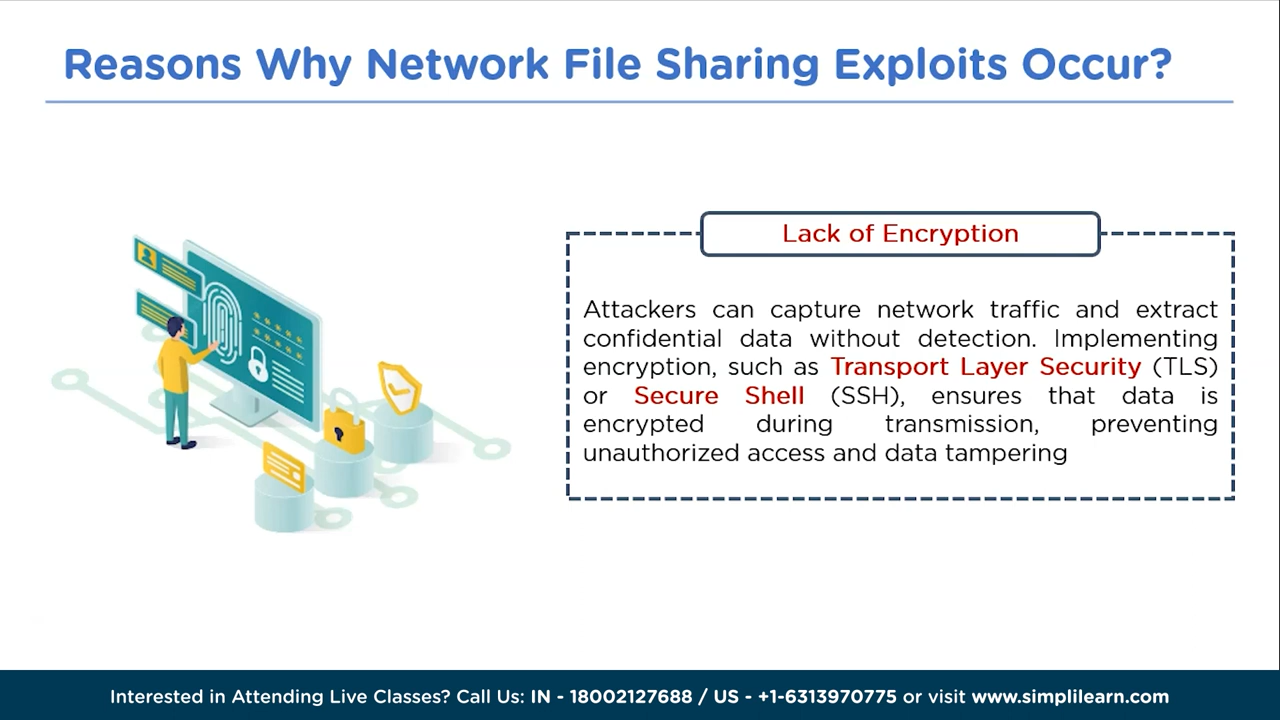 Reasons Why Network File Sharing Exploits Occur?
Lack of Encryption
Attackers can capture network traffic and extract
confidential data without detection. Implementing
encryption, such as Transport Layer Security (TLS)
or Secure Shell (SSH), ensures that data is
encrypted during transmission, preventing
unauthorized access and data tampering
Interested in Attending Live Classes? Call Us: IN - 18002127688 / US - +1-6313970775 or visit www.simplilearn.com